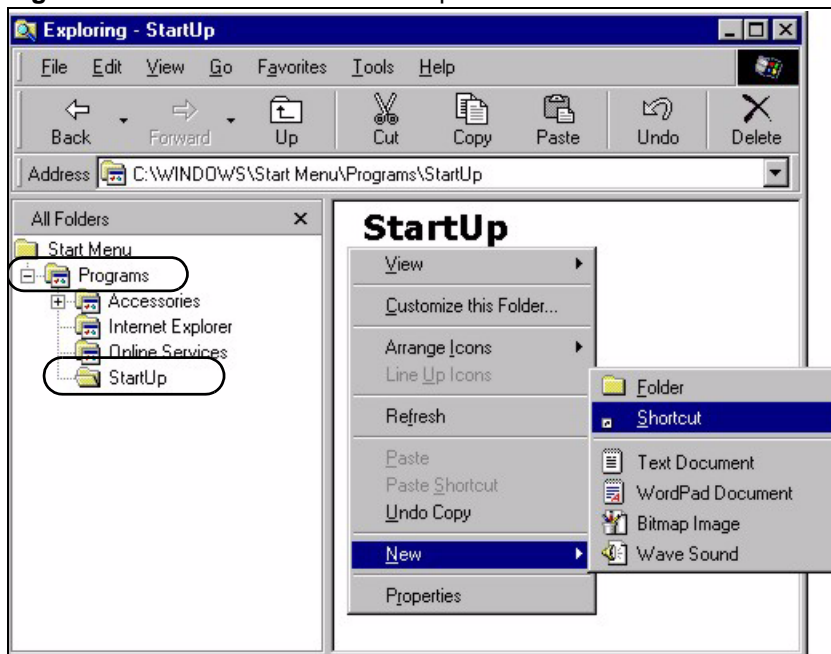 Exploring - StartUp
File Edit View Go Favorites Tools Help
Back Forward Up Cut Copy Paste Undo Delete
Address C:\WINDOWS\Start Menu\Programs\StartUp
All Folders
Start Menu
Programs
Accessories
Internet Explorer
Online Services
StartUp
StartUp
View
Customize this Folder...
Arrange Icons
Line Up Icons
Refresh
Paste
Paste Shortcut
Undo Copy
New
Properties
Folder
Shortcut
Text Document
WordPad Document
Bitmap Image
Wave Sound